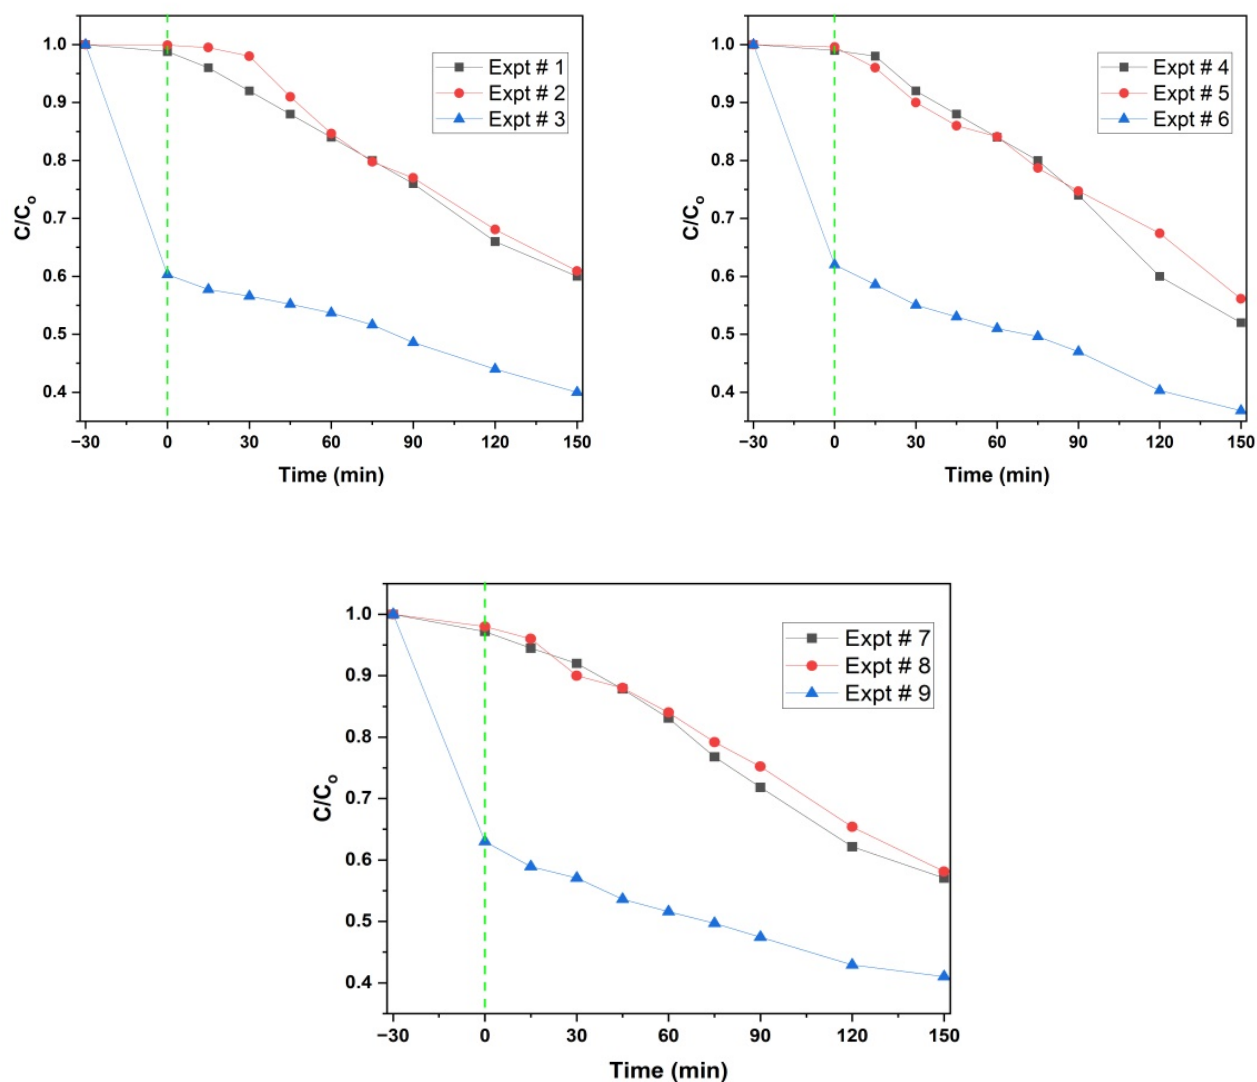 C/Co
1.0
0.9
0.8
0.7
0.6
0.5
0.4
Expt # 1
Expt # 2
Expt # 3
−30 0 30 60 90 120 150
Time (min)
C/Co
1.0
0.9
0.8
0.7
0.6
0.5
0.4
Expt # 4
Expt # 5
Expt # 6
−30 0 30 60 90 120 150
Time (min)
C/Co
1.0
0.9
0.8
0.7
0.6
0.5
0.4
Expt # 7
Expt # 8
Expt # 9
−30 0 30 60 90 120 150
Time (min)